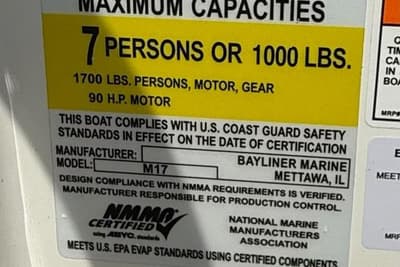 MAXIMUM CAPACITIES
7 PERSONS OR 1000 LBS.
1700 LBS. PERSONS, MOTOR, GEAR
90 H.P. MOTOR
THIS BOAT COMPLIES WITH U.S. COAST GUARD SAFETY
STANDARDS IN EFFECT ON THE DATE OF CERTIFICATION
MANUFACTURER: BAYLINER MARINE
MODEL: M17 METTAWA, IL
DESIGN COMPLIANCE WITH NMMA REQUIREMENTS IS VERIFIED.
MANUFACTURER RESPONSIBLE FOR PRODUCTION CONTROL.
NMMA
CERTIFIED
using ABYC. standards
NATIONAL MARINE
MANUFACTURERS
ASSOCIATION
MEETS U.S. EPA EVAP STANDARDS USING CERTIFIED COMPONENTS